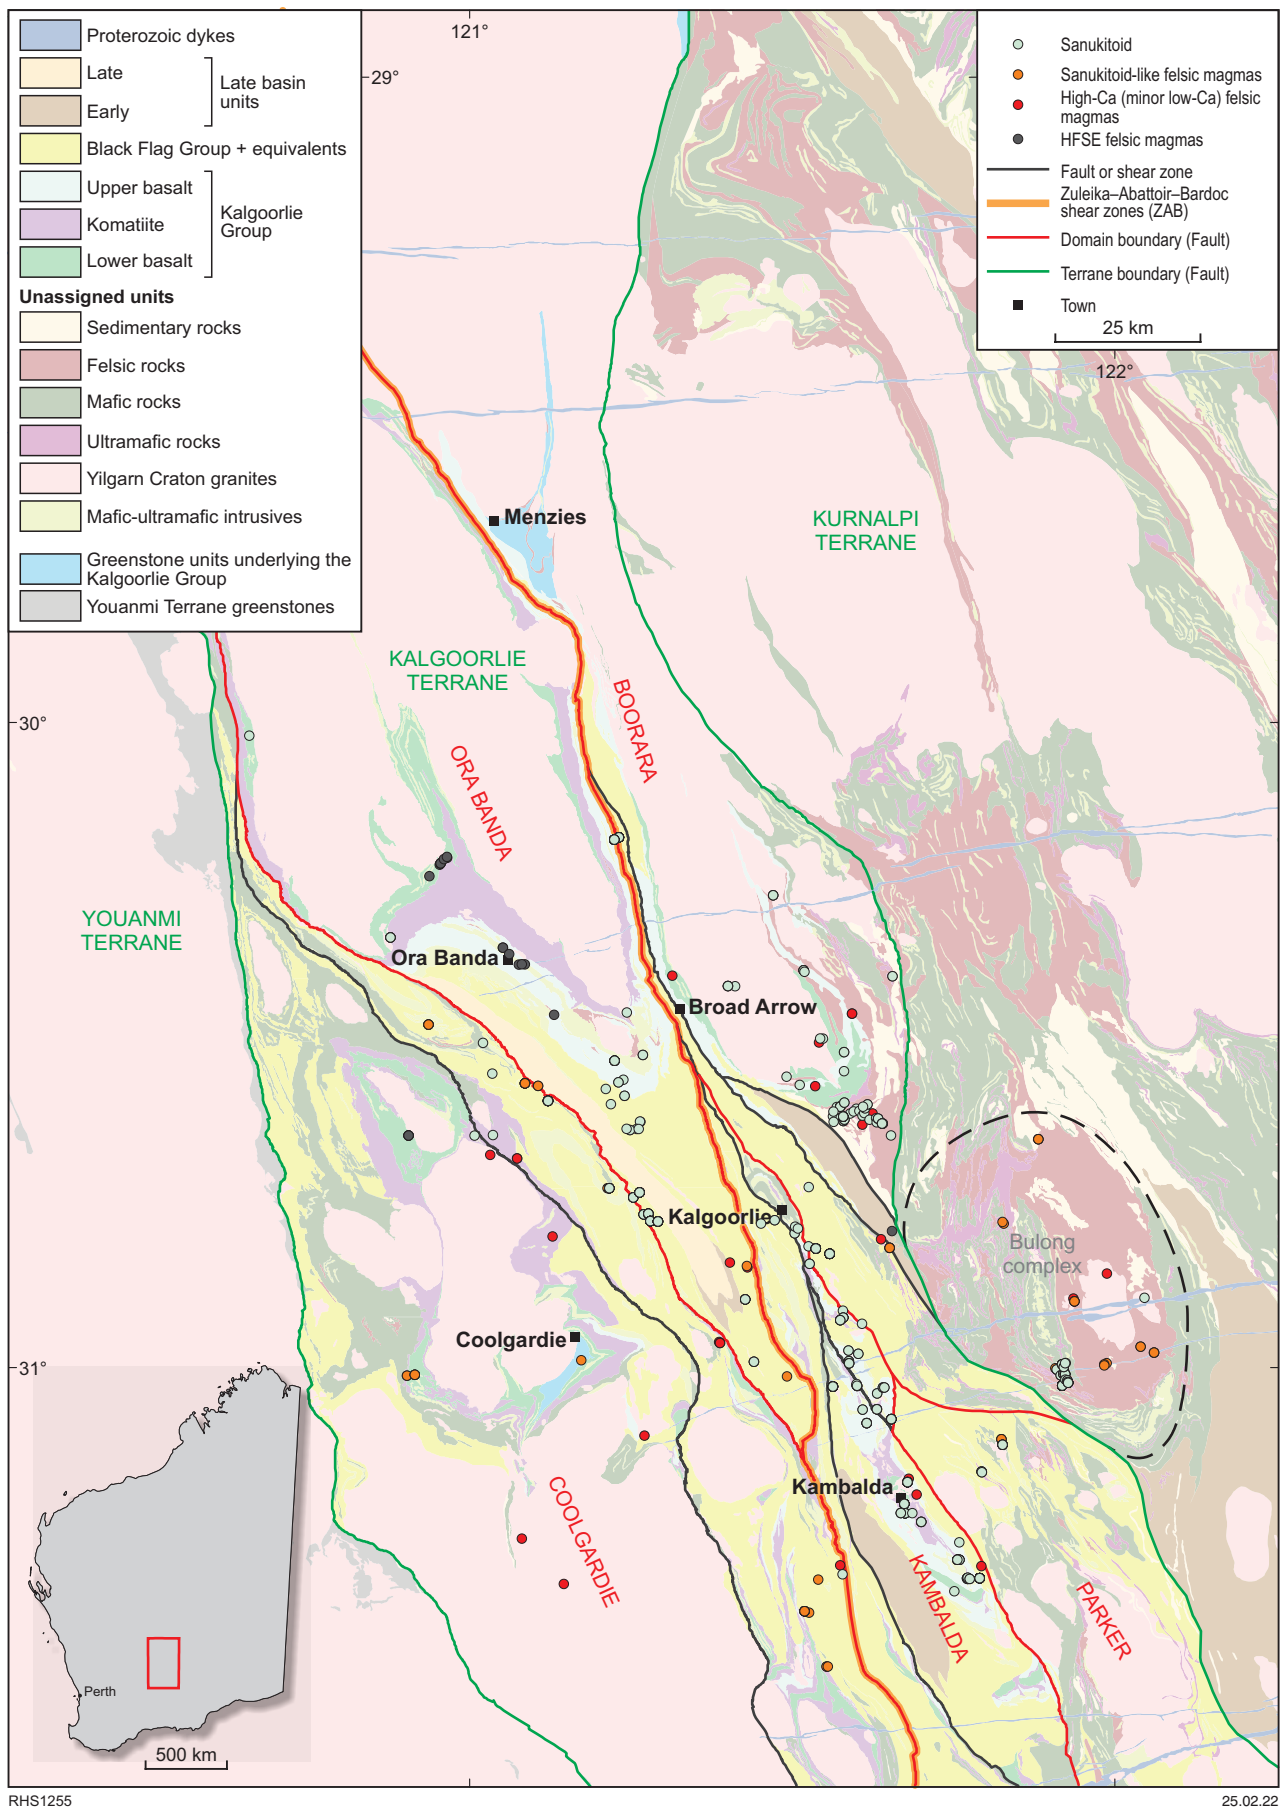 Proterozoic dykes
Late
Early
Late basin
units
Black Flag Group + equivalents
Upper basalt
Komatiite
Lower basalt
Kalgoorlie
Group
Unassigned units
Sedimentary rocks
Felsic rocks
Mafic rocks
Ultramafic rocks
Yilgarn Craton granites
Mafic-ultramafic intrusives
Greenstone units underlying the
Kalgoorlie Group
Youanmi Terrane greenstones
121°
29°
Sanukitoid
Sanukitoid-like felsic magmas
High-Ca (minor low-Ca) felsic
magmas
HFSE felsic magmas
Fault or shear zone
Zuleika–Abattoir–Bardoc
shear zones (ZAB)
Domain boundary (Fault)
Terrane boundary (Fault)
Town
25 km
122°
Menzies
KURNALPI
TERRANE
KALGOORLIE
TERRANE
BOORARA
30°
ORA BANDA
YOUANMI
TERRANE
Ora Banda
Broad Arrow
Kalgoorlie
Bulong
complex
Coolgardie
31°
COOLGARDIE
Kambalda
KAMBALDA
PARKER
Perth
500 km
RHS1255
25.02.22